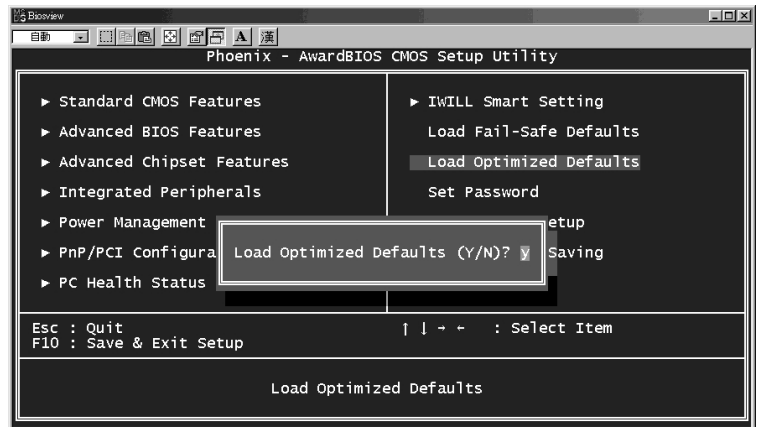 Biosview
自動
A 漢
Phoenix - AwardBIOS CMOS Setup Utility
▶ Standard CMOS Features
▶ Advanced BIOS Features
▶ Advanced Chipset Features
▶ Integrated Peripherals
▶ Power Management
▶ PnP/PCI Configura
▶ PC Health Status
▶ IWILL Smart Setting
Load Fail-Safe Defaults
Load Optimized Defaults
Set Password
etup
Saving
Load Optimized Defaults (Y/N)? y
Esc : Quit
F10 : Save & Exit Setup
↑ ↓ → ← : Select Item
Load Optimized Defaults